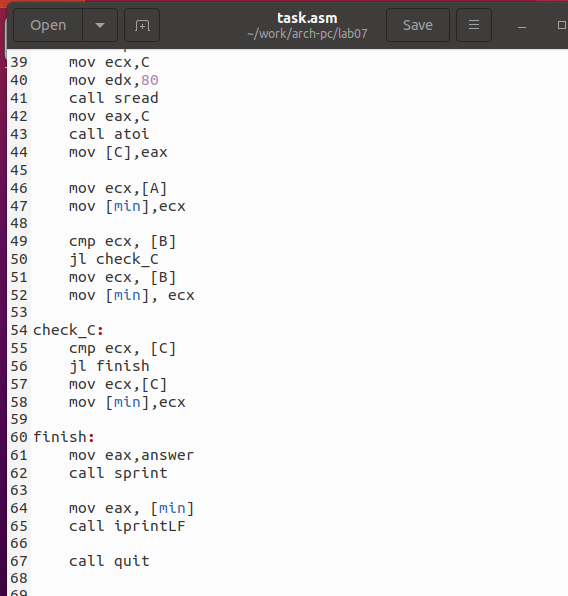 Open
task.asm
~/work/arch-pc/lab07
Save
39 mov ecx,C
40 mov edx,80
41 call sread
42 mov eax,C
43 call atoi
44 mov [C],eax
45
46 mov ecx,[A]
47 mov [min],ecx
48
49 cmp ecx, [B]
50 jl check_C
51 mov ecx, [B]
52 mov [min], ecx
53
54 check_C:
55 cmp ecx, [C]
56 jl finish
57 mov ecx,[C]
58 mov [min],ecx
59
60 finish:
61 mov eax,answer
62 call sprint
63
64 mov eax, [min]
65 call iprintLF
66
67 call quit
68
69